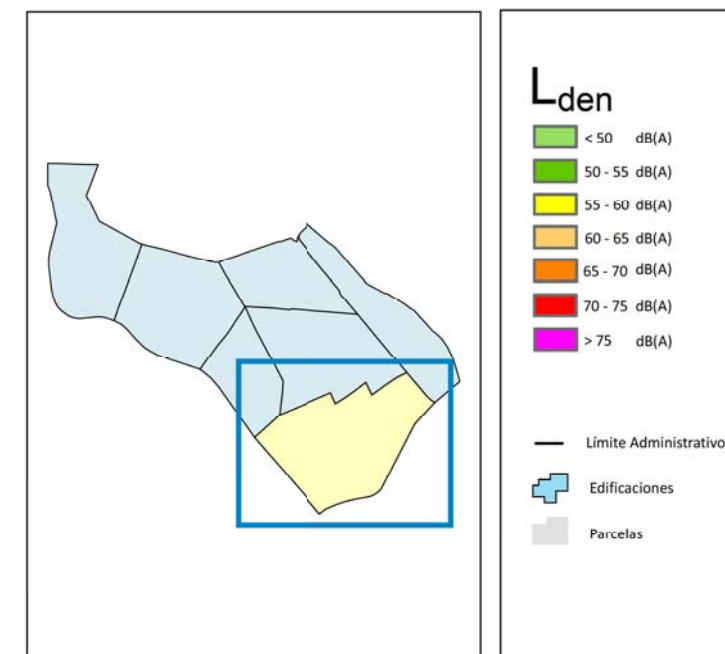 Lden
< 50 dB(A)
50 - 55 dB(A)
55 - 60 dB(A)
60 - 65 dB(A)
65 - 70 dB(A)
70 - 75 dB(A)
> 75 dB(A)
Límite Administrativo
Edificaciones
Parcelas